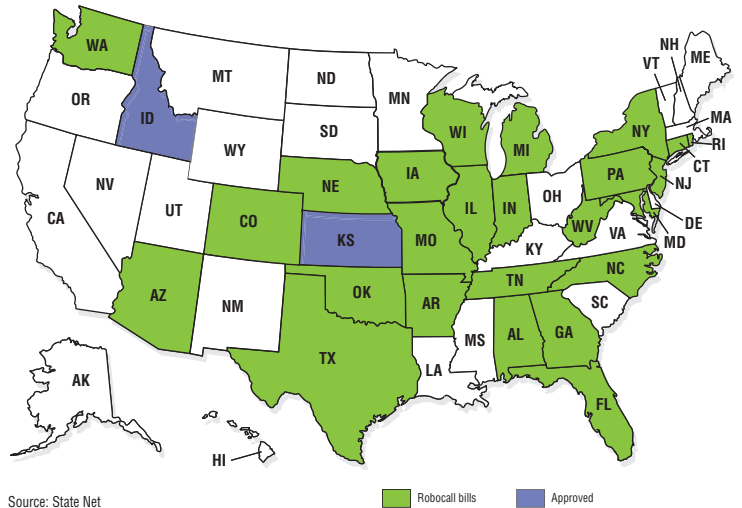 WA
MT
ND
MN
VT
NH
ME
OR
ID
SD
WI
MI
NY
MA
RI
CT
WY
NE
IA
PA
NJ
NV
UT
CO
IL
IN
OH
DE
MD
CA
KS
MO
WV
VA
KY
AZ
NM
OK
AR
TN
NC
SC
TX
LA
MS
AL
GA
FL
AK
HI
Source: State Net
Robocall bills
Approved